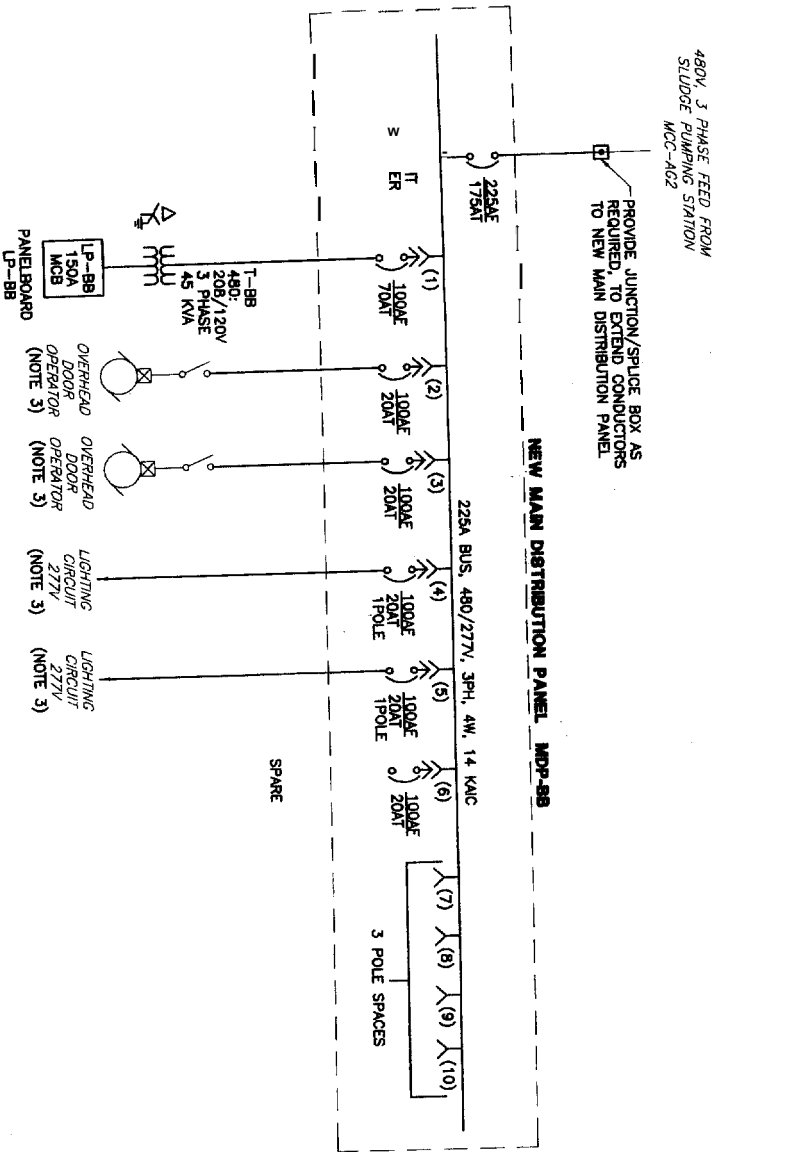 480V, 3 PHASE FEED FROM
SLUDGE PUMPING STATION
MCC-AG2
PROVIDE JUNCTION/SPLICE BOX AS
REQUIRED, TO EXTEND CONDUCTORS
TO NEW MAIN DISTRIBUTION PANEL
NEW MAIN DISTRIBUTION PANEL MDP-BB
225AF
175AT
225A BUS, 480/277V, 3PH, 4W, 14 KAIC
W
IT
ER
(1)
100AF
70AT
(2)
100AF
20AT
(3)
100AF
20AT
(4)
100AF
20AT
1POLE
(5)
100AF
20AT
1POLE
(6)
100AF
20AT
(7)
(8)
(9)
(10)
3 POLE SPACES
SPARE
T-BB
480:
208/120V
3 PHASE
45 KVA
LP-BB
150A
MCB
PANELBOARD
LP-BB
OVERHEAD
DOOR
OPERATOR
(NOTE 3)
OVERHEAD
DOOR
OPERATOR
(NOTE 3)
LIGHTING
CIRCUIT
277V
(NOTE 3)
LIGHTING
CIRCUIT
277V
(NOTE 3)